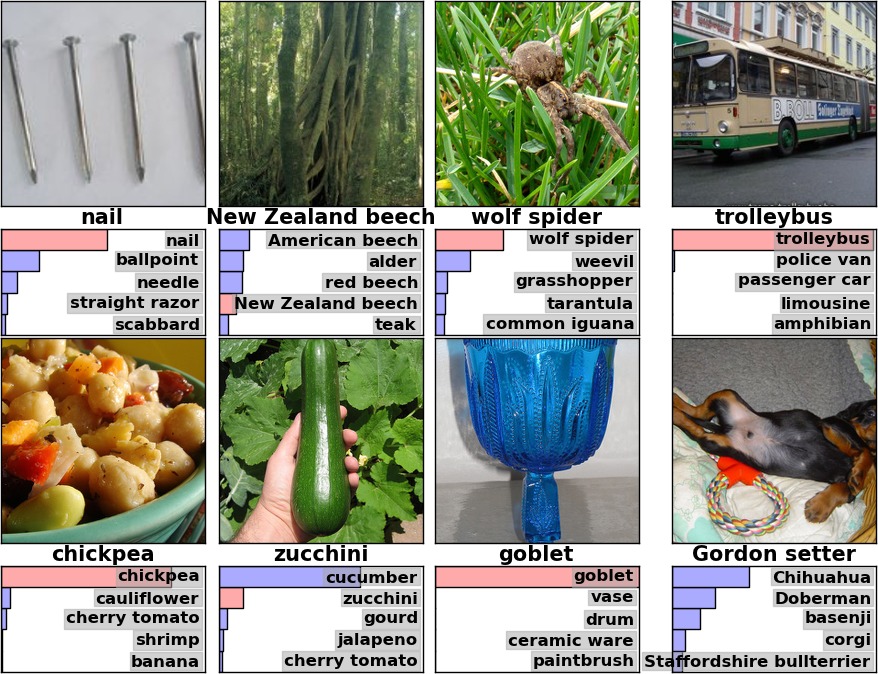 B.BOLL Solinger Tageblatt
nail
New Zealand beech
wolf spider
trolleybus
nail
ballpoint
needle
straight razor
scabbard
American beech
alder
red beech
New Zealand beech
teak
wolf spider
weevil
grasshopper
tarantula
common iguana
trolleybus
police van
passenger car
limousine
amphibian
chickpea
zucchini
goblet
Gordon setter
chickpea
cauliflower
cherry tomato
shrimp
banana
cucumber
zucchini
gourd
jalapeno
cherry tomato
goblet
vase
drum
ceramic ware
paintbrush
Chihuahua
Doberman
basenji
corgi
Staffordshire bullterrier